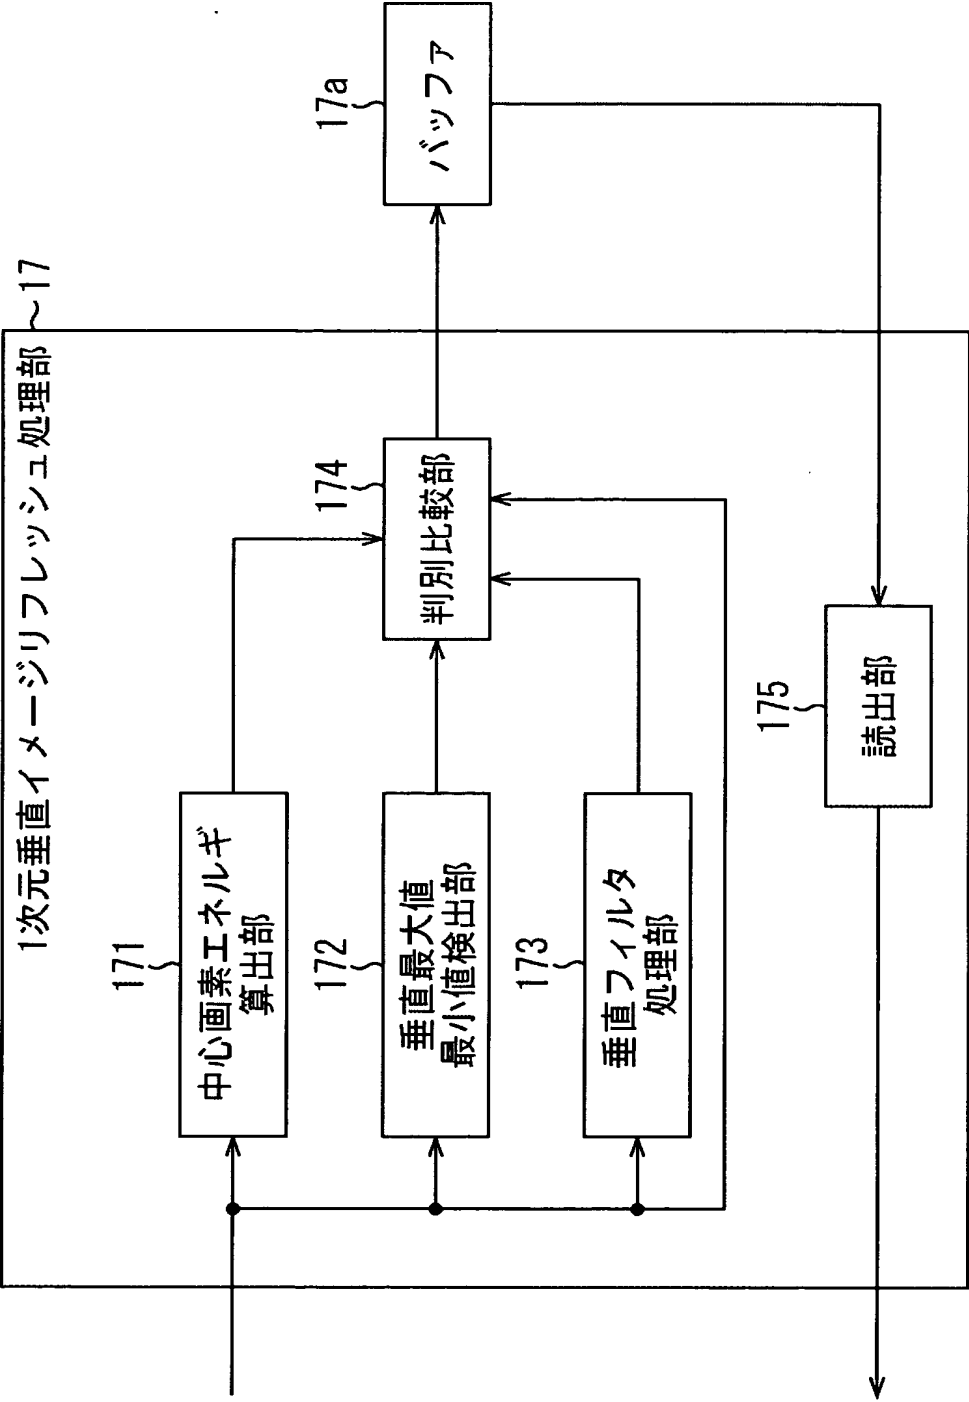 1次元垂直イメージリフレッシュ処理部
17
171
中心画素エネルギ
算出部
172
垂直最大値
最小値検出部
173
垂直フィルタ
処理部
174
判別比較部
17a
バッファ
175
読出部